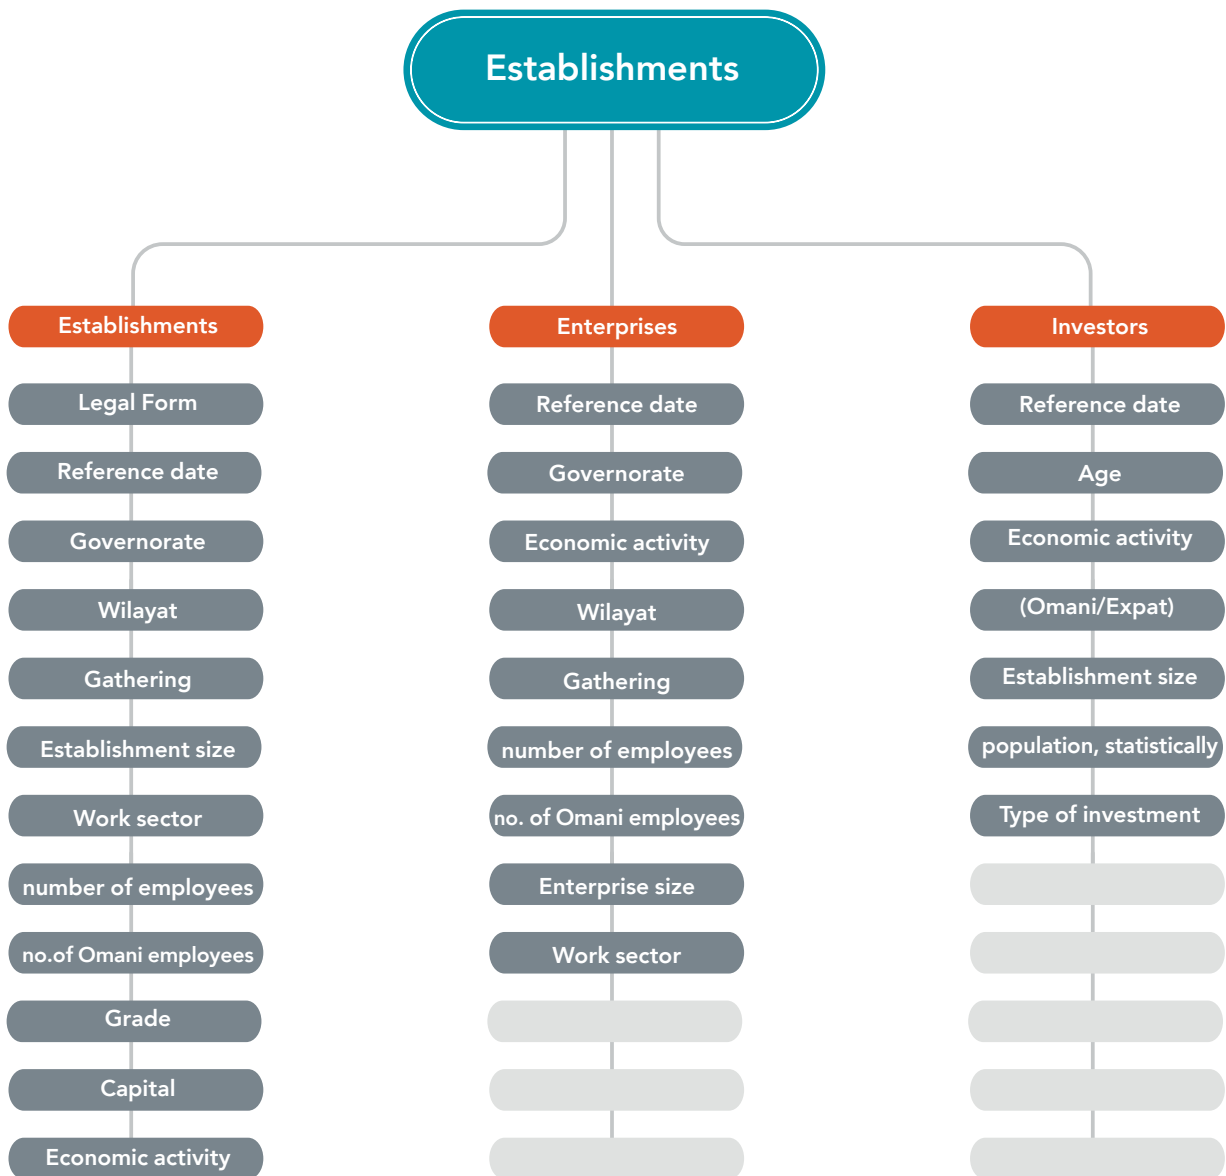 Establishments
Establishments
Legal Form
Reference date
Governorate
Wilayat
Gathering
Establishment size
Work sector
number of employees
no.of Omani employees
Grade
Capital
Economic activity
Enterprises
Reference date
Governorate
Economic activity
Wilayat
Gathering
number of employees
no. of Omani employees
Enterprise size
Work sector
Investors
Reference date
Age
Economic activity
(Omani/Expat)
Establishment size
population, statistically
Type of investment